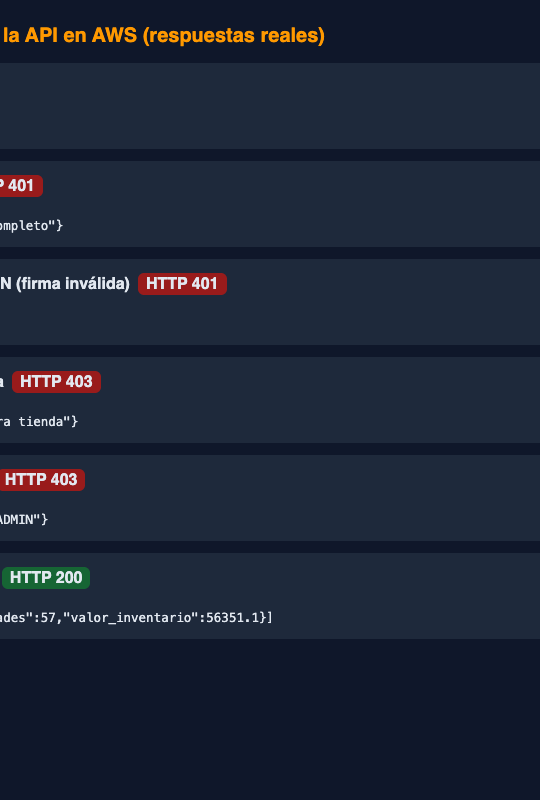 la API en AWS (respuestas reales)
401
ompleto"}
N (firma inválida) HTTP 401
a HTTP 403
ra tienda"}
HTTP 403
ADMIN"}
HTTP 200
ades":57,"valor_inventario":56351.1}]